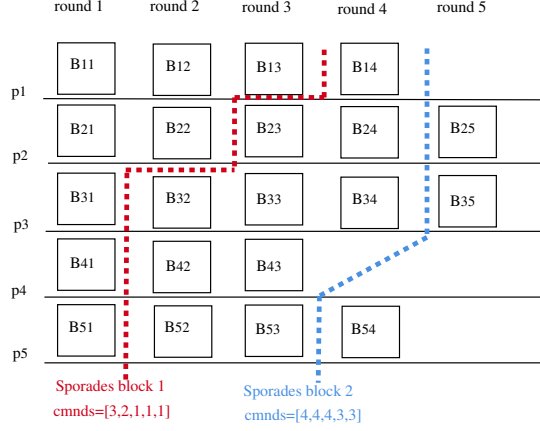 round 1 round 2 round 3 round 4 round 5
B11 B12 B13 B14
p1
B21 B22 B23 B24 B25
p2
B31 B32 B33 B34 B35
p3
B41 B42 B43
p4
B51 B52 B53 B54
p5
Sporades block 1
cmnds=[3,2,1,1,1]
Sporades block 2
cmnds=[4,4,4,3,3]